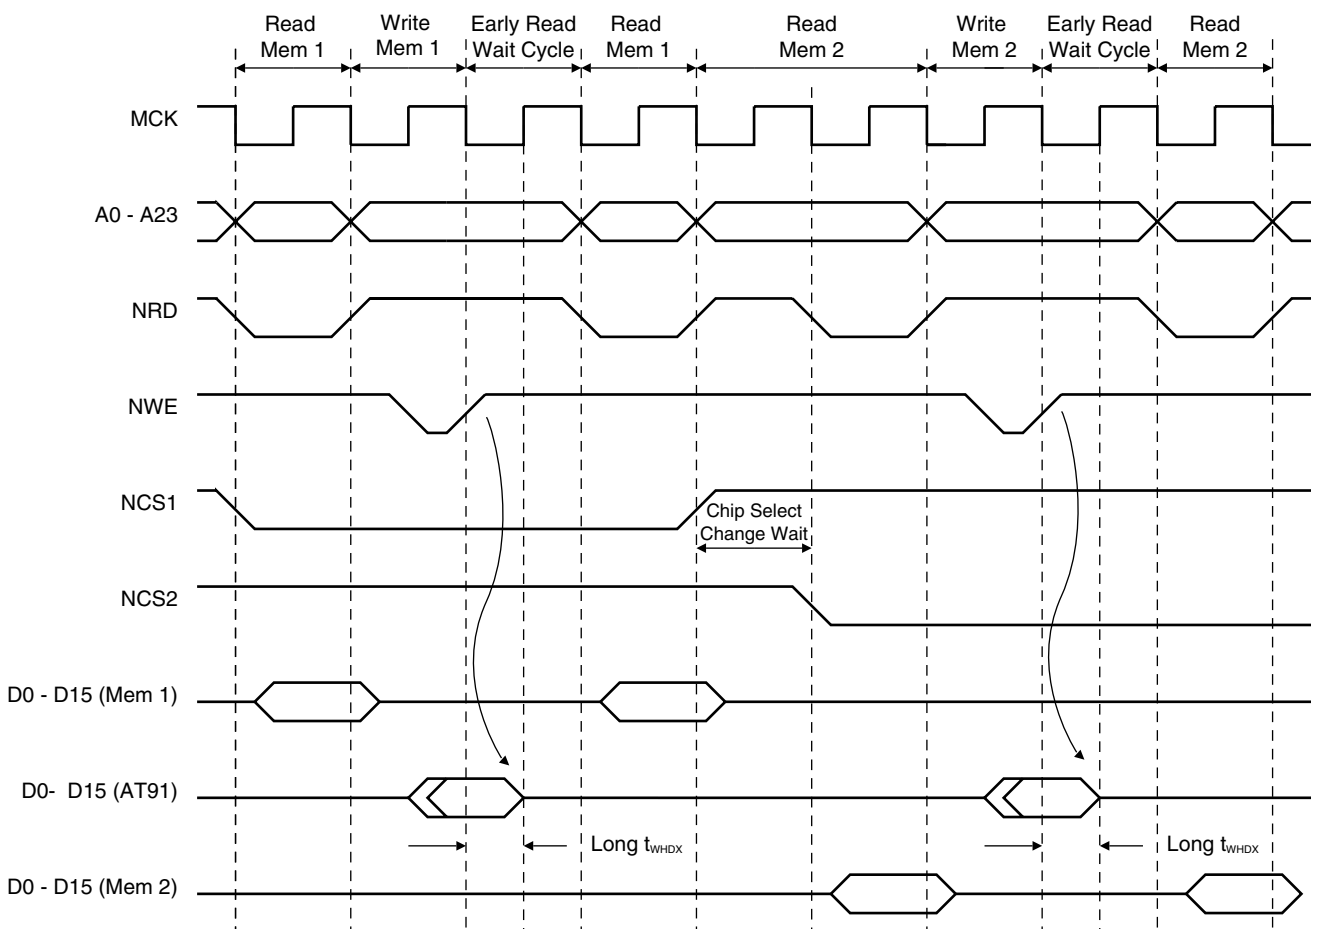 Read Mem 1
Write Mem 1
Early Read Wait Cycle
Read Mem 1
Read Mem 2
Write Mem 2
Early Read Wait Cycle
Read Mem 2
MCK
A0 - A23
NRD
NWE
NCS1
Chip Select
Change Wait
NCS2
D0 - D15 (Mem 1)
D0- D15 (AT91)
Long tWHDX
Long tWHDX
D0 - D15 (Mem 2)